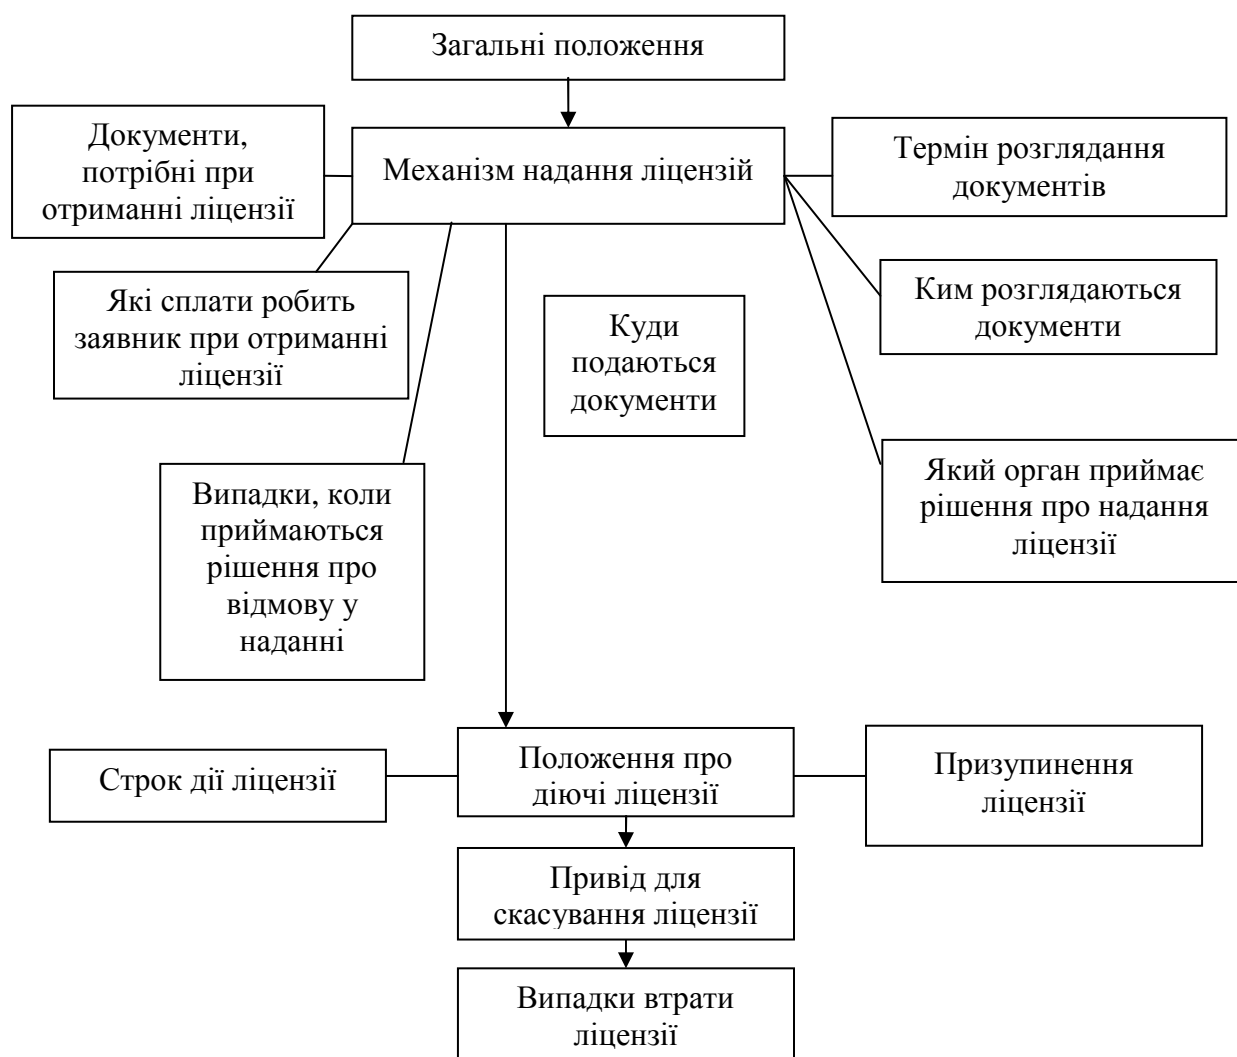 Загальні положення
Документи,
потрібні при
отриманні ліцензії
Механізм надання ліцензій
Термін розглядання
документів
Які сплати робить
заявник при отриманні
ліцензії
Куди
подаються
документи
Ким розглядаються
документи
Випадки, коли
приймаються
рішення про
відмову у
наданні
Який орган приймає
рішення про надання
ліцензії
Строк дії ліцензії
Положення про
діючі ліцензії
Призупинення
ліцензії
Привід для
скасування ліцензії
Випадки втрати
ліцензії